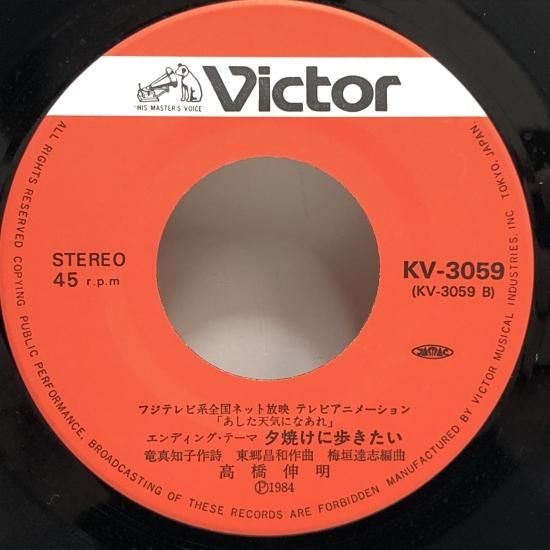 Victor
"HIS MASTER'S VOICE"
STEREO
45 r.p.m
KV-3059
(KV-3059 B)
JASRAC
フジテレビ系全国ネット放映 テレビアニメーション
「あした天気になあれ」
エンディング・テーマ 夕焼けに歩きたい
竜真知子作詩 東郷昌和作曲 梅垣達志編曲
高橋伸明
Ⓟ1984
ALL RIGHTS RESERVED COPYING PUBLIC PERFORMANCE, BROADCASTING OF THESE RECORDS ARE FORBIDDEN MANUFACTURED BY VICTOR MUSICAL INDUSTRIES, INC. TOKYO, JAPAN